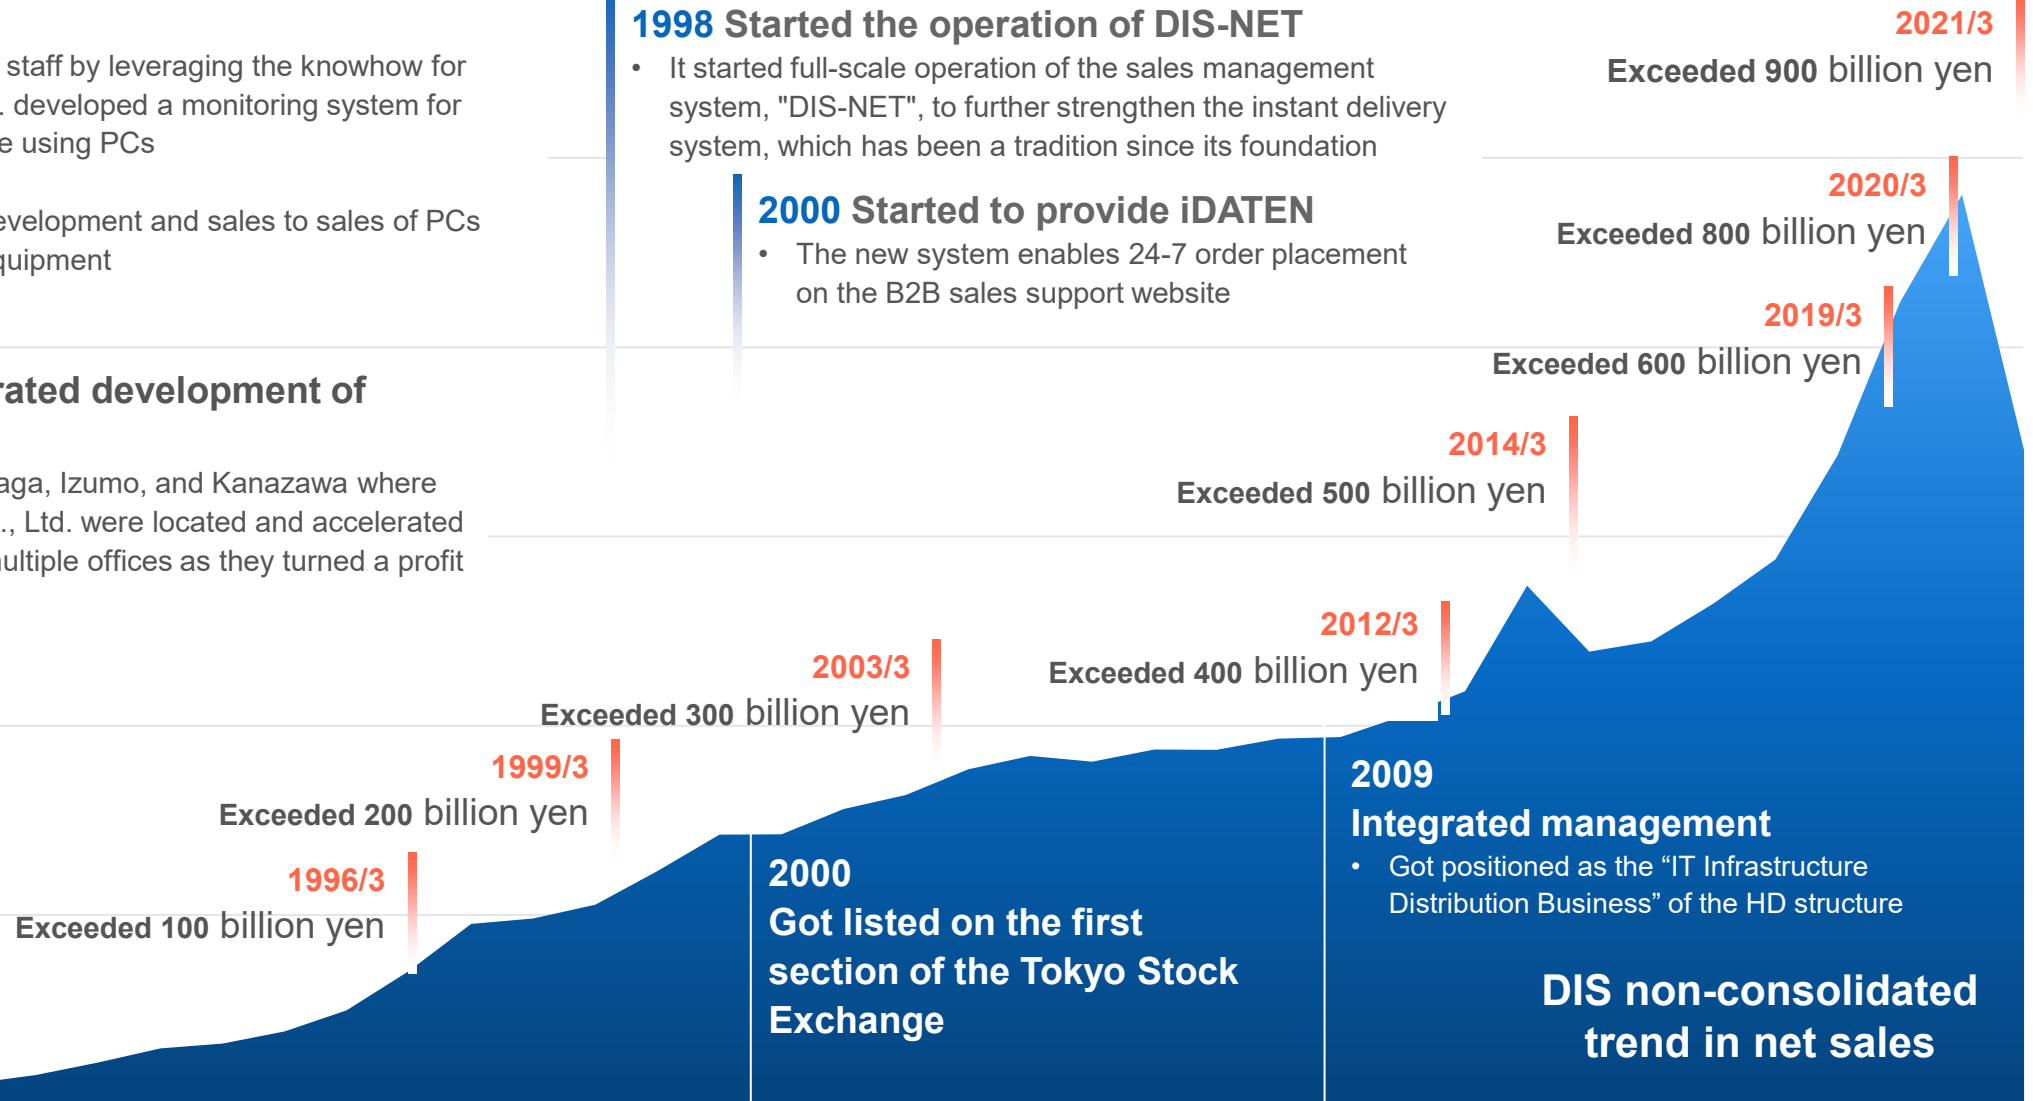 staff by leveraging the knowhow for
developed a monitoring system for
using PCs
development and sales to sales of PCs
equipment
rated development of
aga, Izumo, and Kanazawa where
., Ltd. were located and accelerated
multiple offices as they turned a profit
1998 Started the operation of DIS-NET
• It started full-scale operation of the sales management
system, "DIS-NET", to further strengthen the instant delivery
system, which has been a tradition since its foundation
2000 Started to provide iDATEN
• The new system enables 24-7 order placement
on the B2B sales support website
2021/3
Exceeded 900 billion yen
2020/3
Exceeded 800 billion yen
2019/3
Exceeded 600 billion yen
2014/3
Exceeded 500 billion yen
2012/3
Exceeded 400 billion yen
2003/3
Exceeded 300 billion yen
1999/3
Exceeded 200 billion yen
1996/3
Exceeded 100 billion yen
2000
Got listed on the first
section of the Tokyo Stock
Exchange
2009
Integrated management
• Got positioned as the “IT Infrastructure
Distribution Business” of the HD structure
DIS non-consolidated
trend in net sales